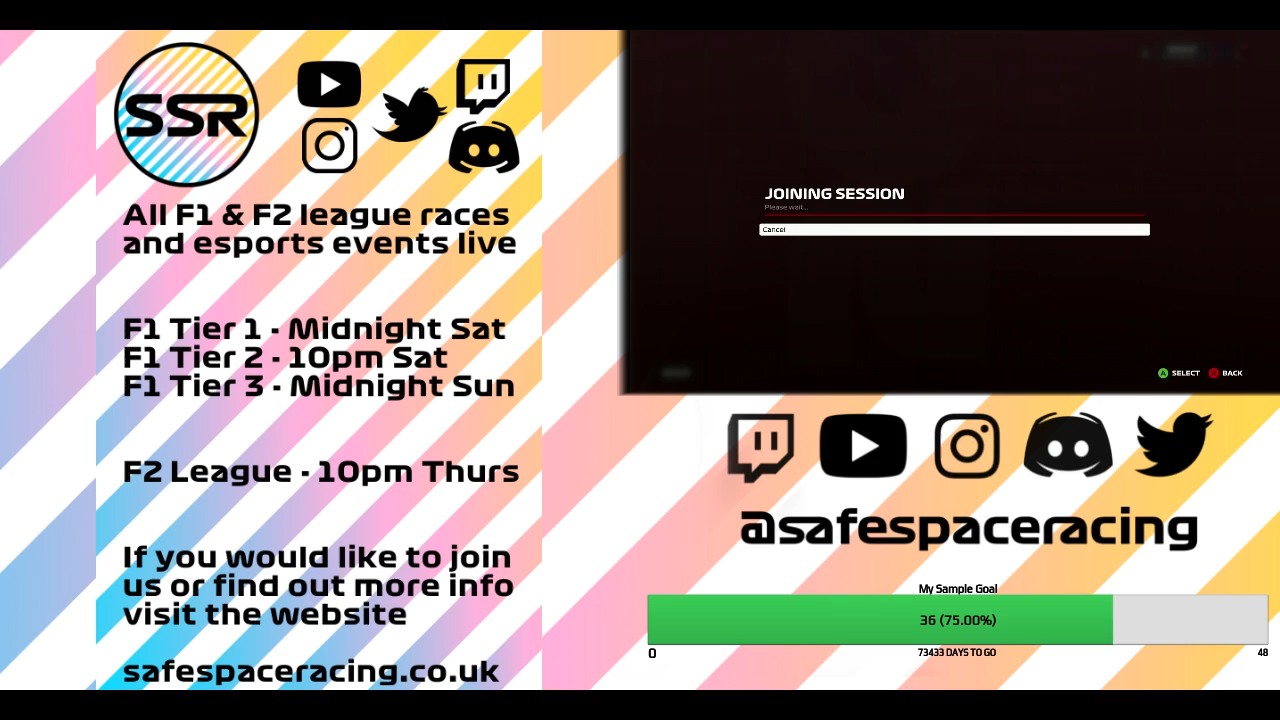 SSR
All F1 & F2 league races
and esports events live
F1 Tier 1 - Midnight Sat
F1 Tier 2 - 10pm Sat
F1 Tier 3 - Midnight Sun
F2 League - 10pm Thurs
If you would like to join
us or find out more info
visit the website
safespaceracing.co.uk
JOINING SESSION
Please wait...
Cancel
A SELECT B BACK
@safespaceracing
My Sample Goal
36 (75.00%)
0 73433 DAYS TO GO 48